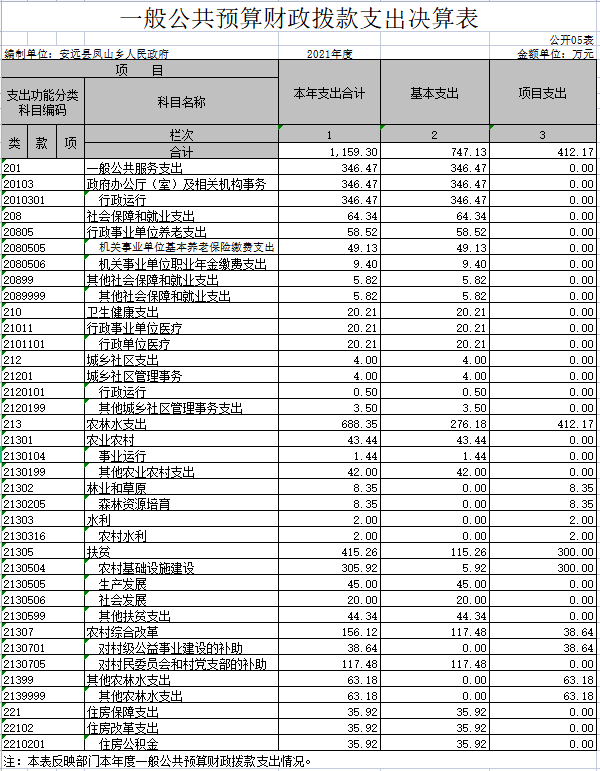 一般公共预算财政拨款支出决算表
公开05表
编制单位：安远县凤山乡人民政府 2021年度 金额单位：万元
项 目 本年支出合计 基本支出 项目支出
支出功能分类科目编码 科目名称
类 款 项 栏次 1 2 3
合计 1,159.30 747.13 412.17
201 一般公共服务支出 346.47 346.47 0.00
20103 政府办公厅（室）及相关机构事务 346.47 346.47 0.00
2010301 行政运行 346.47 346.47 0.00
208 社会保障和就业支出 64.34 64.34 0.00
20805 行政事业单位养老支出 58.52 58.52 0.00
2080505 机关事业单位基本养老保险缴费支出 49.13 49.13 0.00
2080506 机关事业单位职业年金缴费支出 9.40 9.40 0.00
20899 其他社会保障和就业支出 5.82 5.82 0.00
2089999 其他社会保障和就业支出 5.82 5.82 0.00
210 卫生健康支出 20.21 20.21 0.00
21011 行政事业单位医疗 20.21 20.21 0.00
2101101 行政单位医疗 20.21 20.21 0.00
212 城乡社区支出 4.00 4.00 0.00
21201 城乡社区管理事务 4.00 4.00 0.00
2120101 行政运行 0.50 0.50 0.00
2120199 其他城乡社区管理事务支出 3.50 3.50 0.00
213 农林水支出 688.35 276.18 412.17
21301 农业农村 43.44 43.44 0.00
2130104 事业运行 1.44 1.44 0.00
2130199 其他农业农村支出 42.00 42.00 0.00
21302 林业和草原 8.35 0.00 8.35
2130205 森林资源培育 8.35 0.00 8.35
21303 水利 2.00 0.00 2.00
2130316 农村水利 2.00 0.00 2.00
21305 扶贫 415.26 115.26 300.00
2130504 农村基础设施建设 305.92 5.92 300.00
2130505 生产发展 45.00 45.00 0.00
2130506 社会发展 20.00 20.00 0.00
2130599 其他扶贫支出 44.34 44.34 0.00
21307 农村综合改革 156.12 117.48 38.64
2130701 对村级公益事业建设的补助 38.64 0.00 38.64
2130705 对村民委员会和村党支部的补助 117.48 117.48 0.00
21399 其他农林水支出 63.18 0.00 63.18
2139999 其他农林水支出 63.18 0.00 63.18
221 住房保障支出 35.92 35.92 0.00
22102 住房改革支出 35.92 35.92 0.00
2210201 住房公积金 35.92 35.92 0.00
注：本表反映部门本年度一般公共预算财政拨款支出情况。